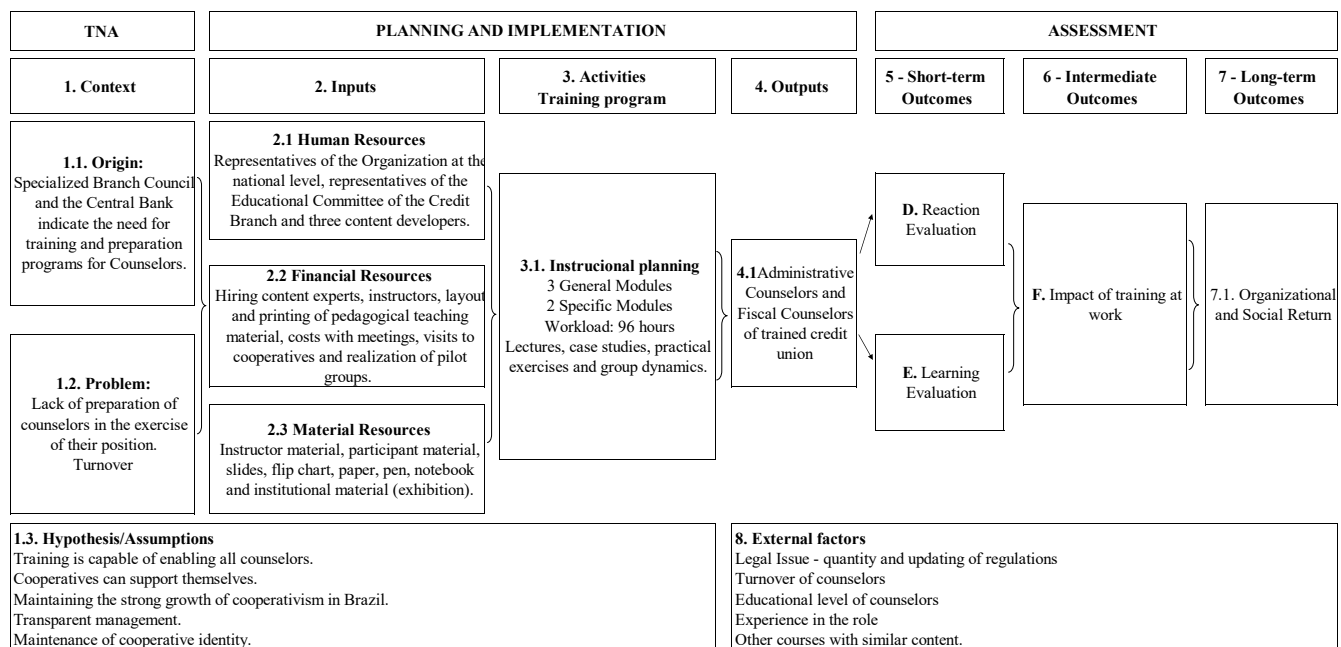 TNA
PLANNING AND IMPLEMENTATION
ASSESSMENT
1. Context
2. Inputs
3. Activities
Training program
4. Outputs
5 - Short-term
Outcomes
6 - Intermediate
Outcomes
7 - Long-term
Outcomes
1.1. Origin:
Specialized Branch Council
and the Central Bank
indicate the need for
training and preparation
programs for Counselors.
1.2. Problem:
Lack of preparation of
counselors in the exercise
of their position.
Turnover
2.1 Human Resources
Representatives of the Organization at the
national level, representatives of the
Educational Committee of the Credit
Branch and three content developers.
2.2 Financial Resources
Hiring content experts, instructors, layout
and printing of pedagogical teaching
material, costs with meetings, visits to
cooperatives and realization of pilot
groups.
2.3 Material Resources
Instructor material, participant material,
slides, flip chart, paper, pen, notebook
and institutional material (exhibition).
3.1. Instrucional planning
3 General Modules
2 Specific Modules
Workload: 96 hours
Lectures, case studies, practical
exercises and group dynamics.
4.1Administrative
Counselors and
Fiscal Counselors
of trained credit
union
D. Reaction
Evaluation
E. Learning
Evaluation
F. Impact of training at
work
7.1. Organizational
and Social Return
1.3. Hypothesis/Assumptions
Training is capable of enabling all counselors.
Cooperatives can support themselves.
Maintaining the strong growth of cooperativism in Brazil.
Transparent management.
Maintenance of cooperative identity.
8. External factors
Legal Issue - quantity and updating of regulations
Turnover of counselors
Educational level of counselors
Experience in the role
Other courses with similar content.